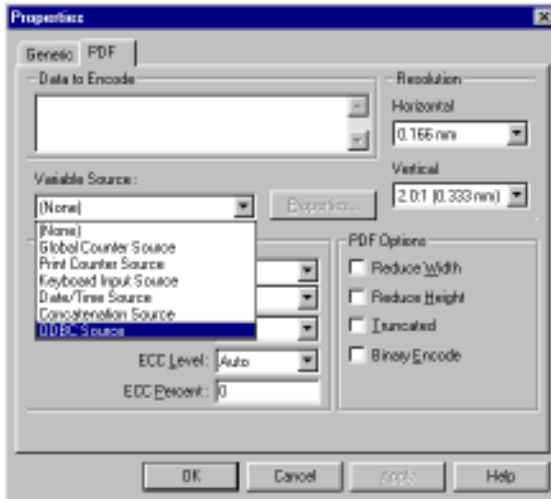 Properties
Generic PDF
Data to Encode
Resolution
Horizontal
0.166 mm
Vertical
2.0:1 (0.333 mm)
Variable Source:
(None)
Properties...
(None)
Global Counter Source
Print Counter Source
Keyboard Input Source
Date/Time Source
Concatenation Source
ODBC Source
ECC Level: Auto
ECC Percent: 0
PDF Options
Reduce Width
Reduce Height
Truncated
Binary Encode
OK Cancel Apply Help